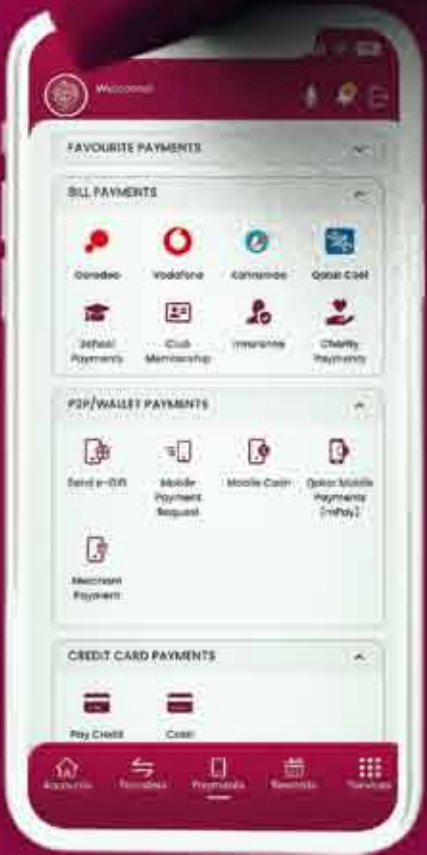 Welcome!
FAVOURITE PAYMENTS
BILL PAYMENTS
Ooredoo
Vodafone
Kahramaa
Qatar Cool
School
Payments
Club
Membership
Insurance
Charity
Payments
P2P/WALLET PAYMENTS
Send e-Gift
Mobile
Payment
Request
Mobile Cash
Qatar Mobile
Payments
(mPay)
Merchant
Payment
CREDIT CARD PAYMENTS
Pay Credit
Card
Accounts
Transfers
Payments
Rewards
Services